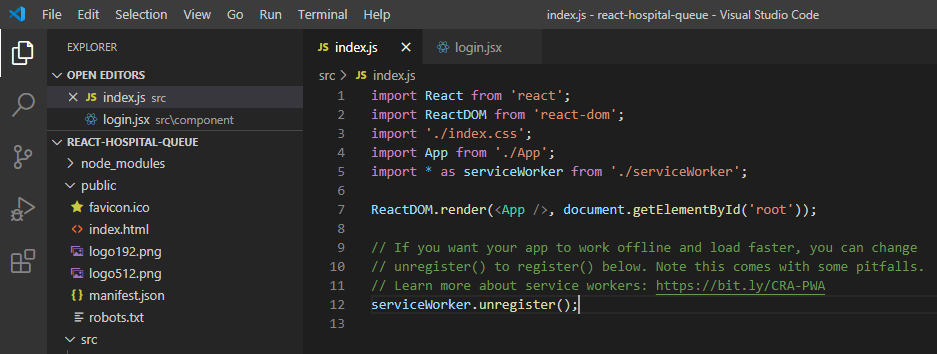 File Edit Selection View Go Run Terminal Help index.js - react-hospital-queue - Visual Studio Code
EXPLORER
OPEN EDITORS
JS index.js src
login.jsx src\component
REACT-HOSPITAL-QUEUE
node_modules
public
favicon.ico
index.html
logo192.png
logo512.png
manifest.json
robots.txt
src
JS index.js login.jsx
src > JS index.js
1 import React from 'react';
2 import ReactDOM from 'react-dom';
3 import './index.css';
4 import App from './App';
5 import * as serviceWorker from './serviceWorker';
6
7 ReactDOM.render(<App />, document.getElementById('root'));
8
9 // If you want your app to work offline and load faster, you can change
10 // unregister() to register() below. Note this comes with some pitfalls.
11 // Learn more about service workers: https://bit.ly/CRA-PWA
12 serviceWorker.unregister();
13